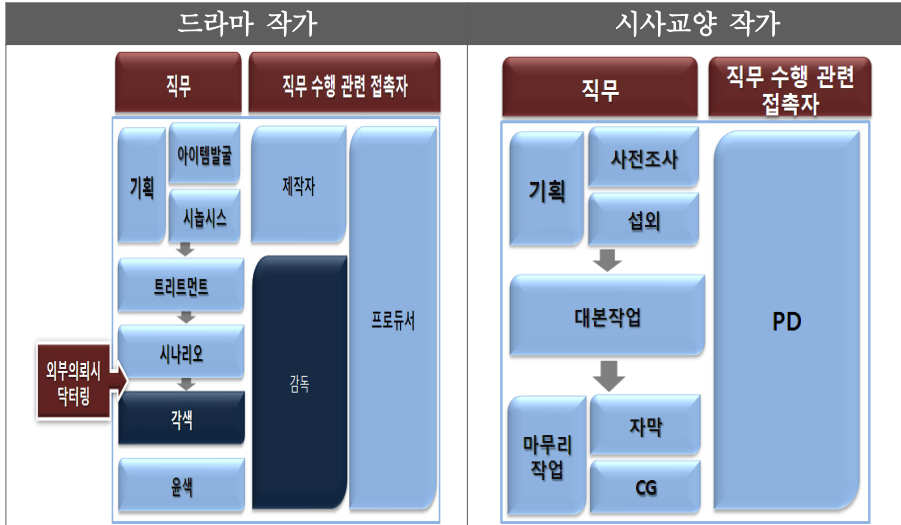 드라마 작가
직무
직무 수행 관련 접촉자
기획
아이템발굴
시놉시스
제작자
프로듀서
트리트먼트
시나리오
외부의뢰시
닥터링
감독
각색
윤색
시사교양 작가
직무
직무 수행 관련
접촉자
기획
사전조사
섭외
PD
대본작업
마무리
작업
자막
CG